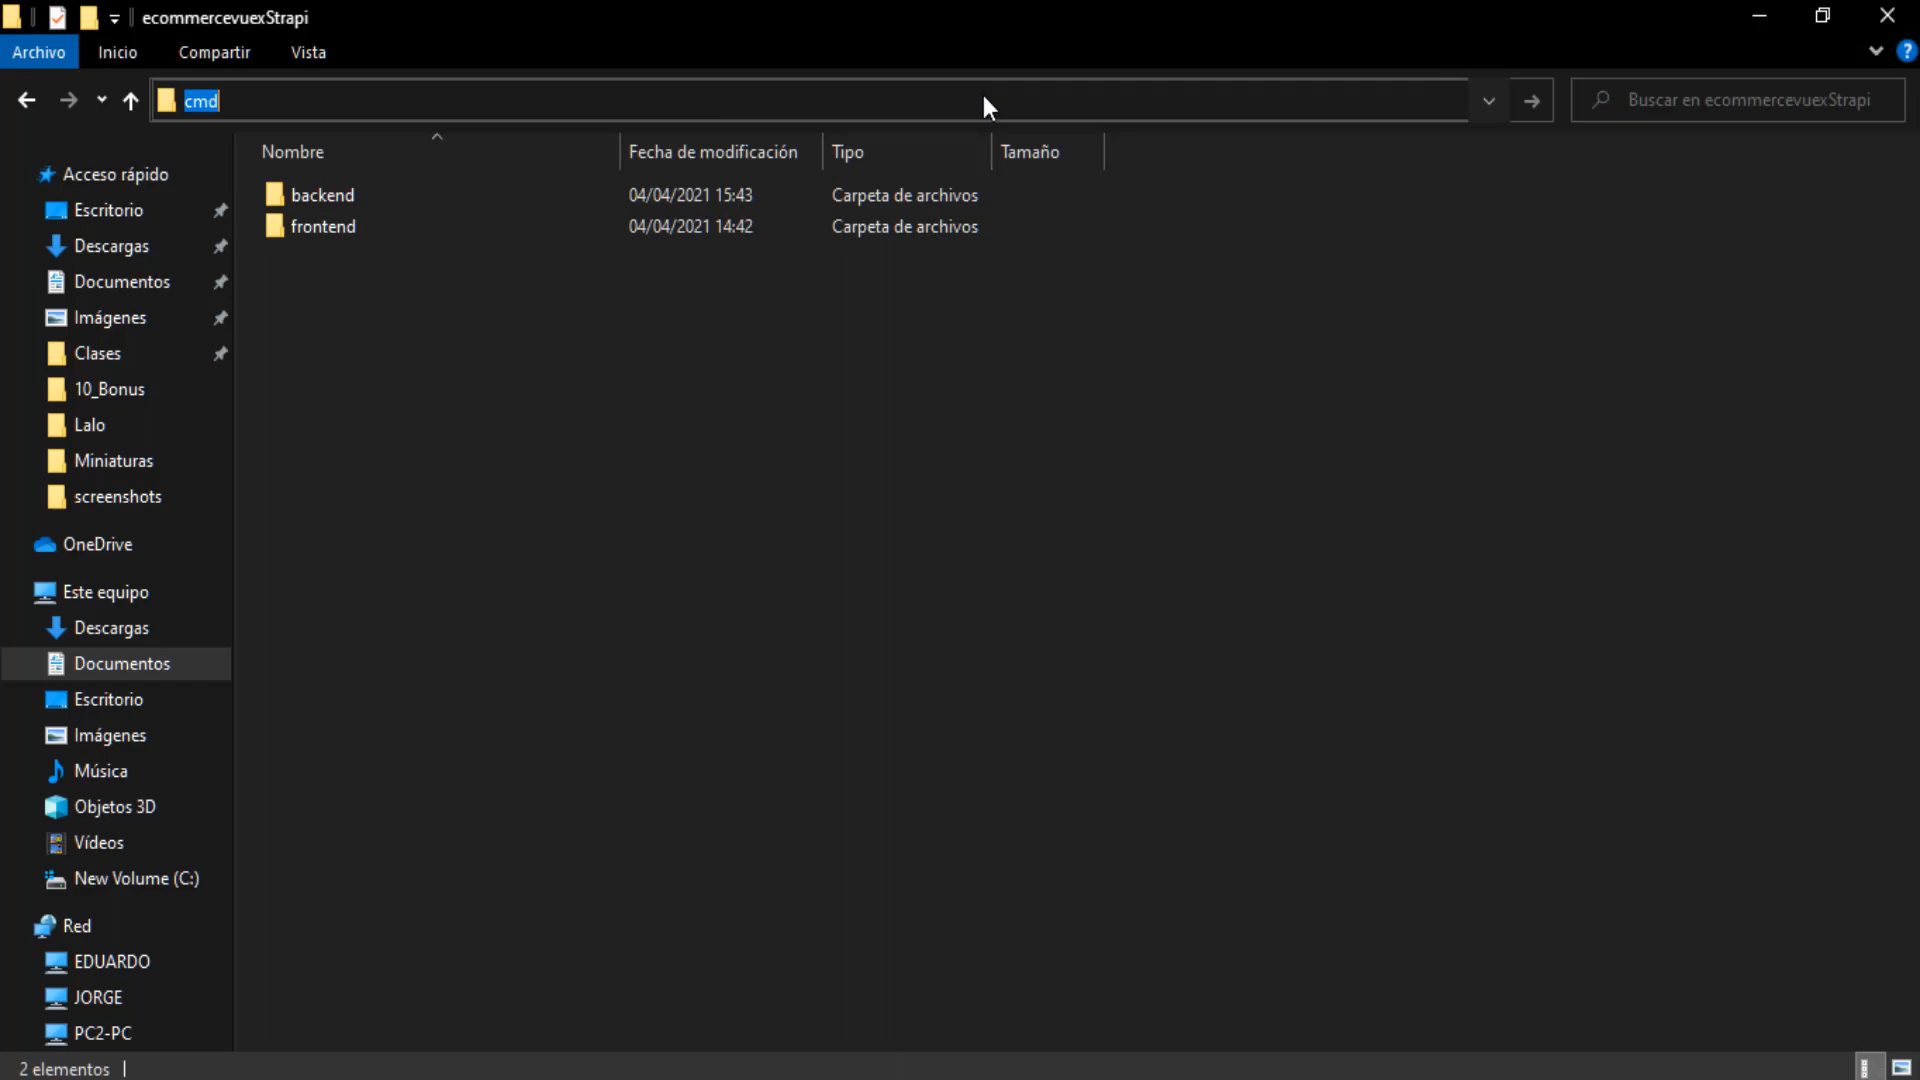 ecommercevuexStrapi
Archivo Inicio Compartir Vista ?
cmd Buscar en ecommercevuexStrapi
Nombre Fecha de modificación Tipo Tamaño
backend 04/04/2021 15:43 Carpeta de archivos
frontend 04/04/2021 14:42 Carpeta de archivos
Acceso rápido
Escritorio
Descargas
Documentos
Imágenes
Clases
10_Bonus
Lalo
Miniaturas
screenshots
OneDrive
Este equipo
Descargas
Documentos
Escritorio
Imágenes
Música
Objetos 3D
Vídeos
New Volume (C:)
Red
EDUARDO
JORGE
PC2-PC
2 elementos